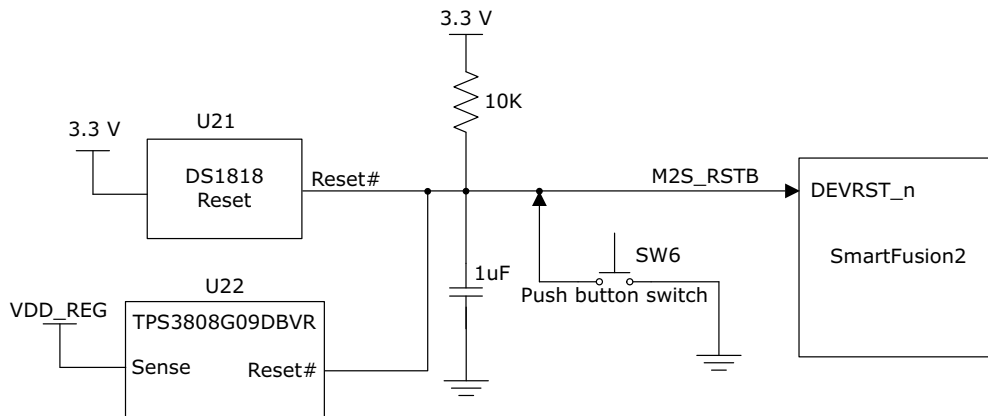 3.3 V
10K
U21
3.3 V
DS1818
Reset
Reset#
M2S_RSTB
DEVRST_n
SmartFusion2
SW6
Push button switch
1uF
U22
VDD_REG
TPS3808G09DBVR
Sense
Reset#